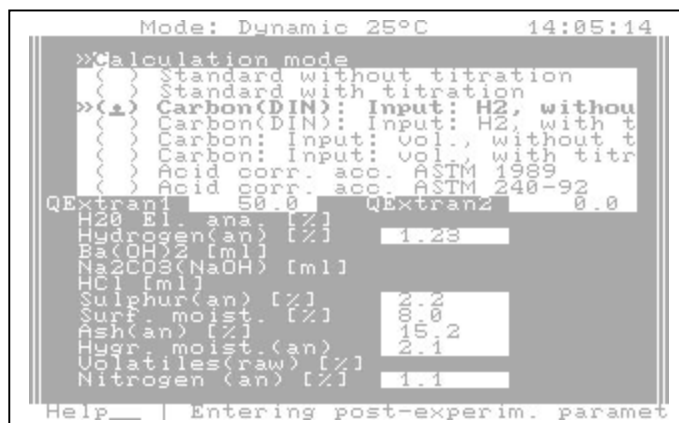 Mode: Dynamic 25°C 14:05:14
»Calculation mode
( ) Standard without titration
( ) Standard with titration
»(•) Carbon(DIN): Input: H2, withou
( ) Carbon(DIN): Input: H2, with t
( ) Carbon: Input: vol., without t
( ) Carbon: Input: vol., with titr
( ) Acid corr. acc. ASTM 1989
( ) Acid corr. acc. ASTM 240-92
QExtran1 50.0 QExtran2 0.0
H20 El. ana. [%]
Hydrogen(an) [%] 1.23
Ba(OH)2 [ml]
Na2CO3(NaOH) [ml]
HCl [ml]
Sulphur(an) [%] 2.2
Surf. moist. [%] 8.0
Ash(an) [%] 15.2
Hygr. moist.(an) 2.1
Volatiles(raw) [%]
Nitrogen (an) [%] 1.1
Help__ | Entering post-experim. paramet